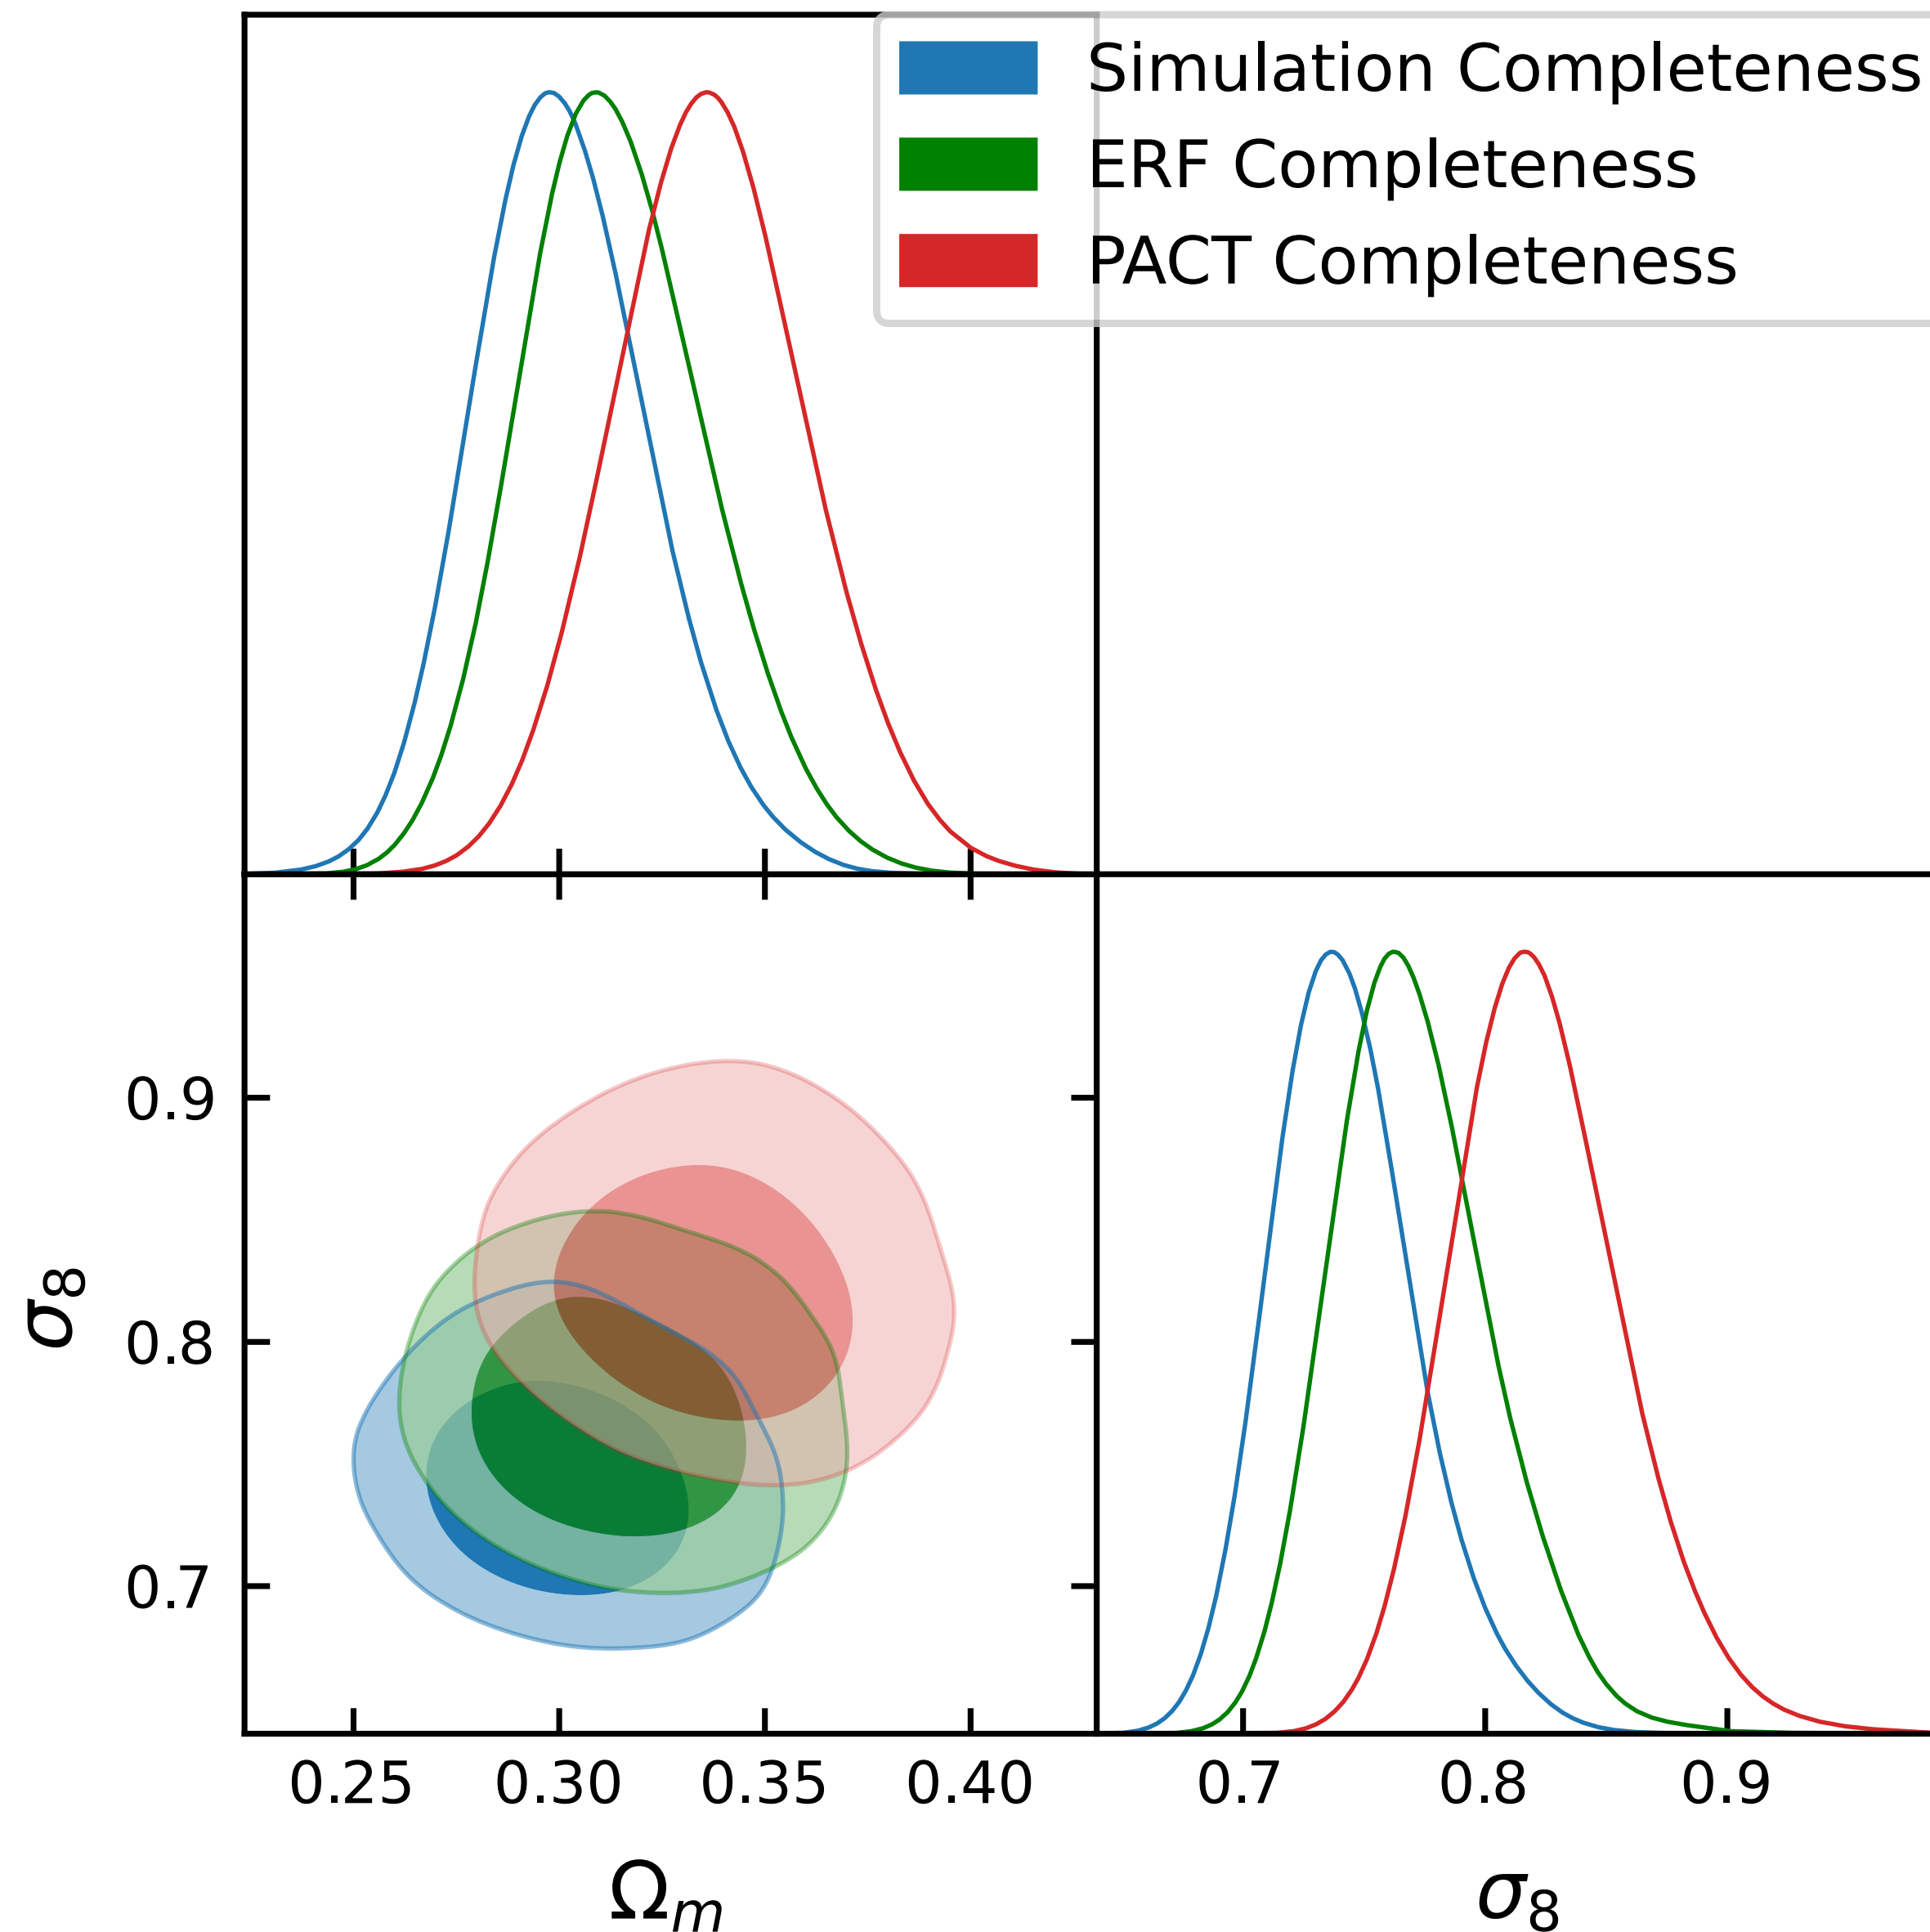 Simulation Completeness
ERF Completeness
PACT Completeness
0.9
0.8
0.7
σ8
0.25 0.30 0.35 0.40
0.7 0.8 0.9
Ωm
σ8